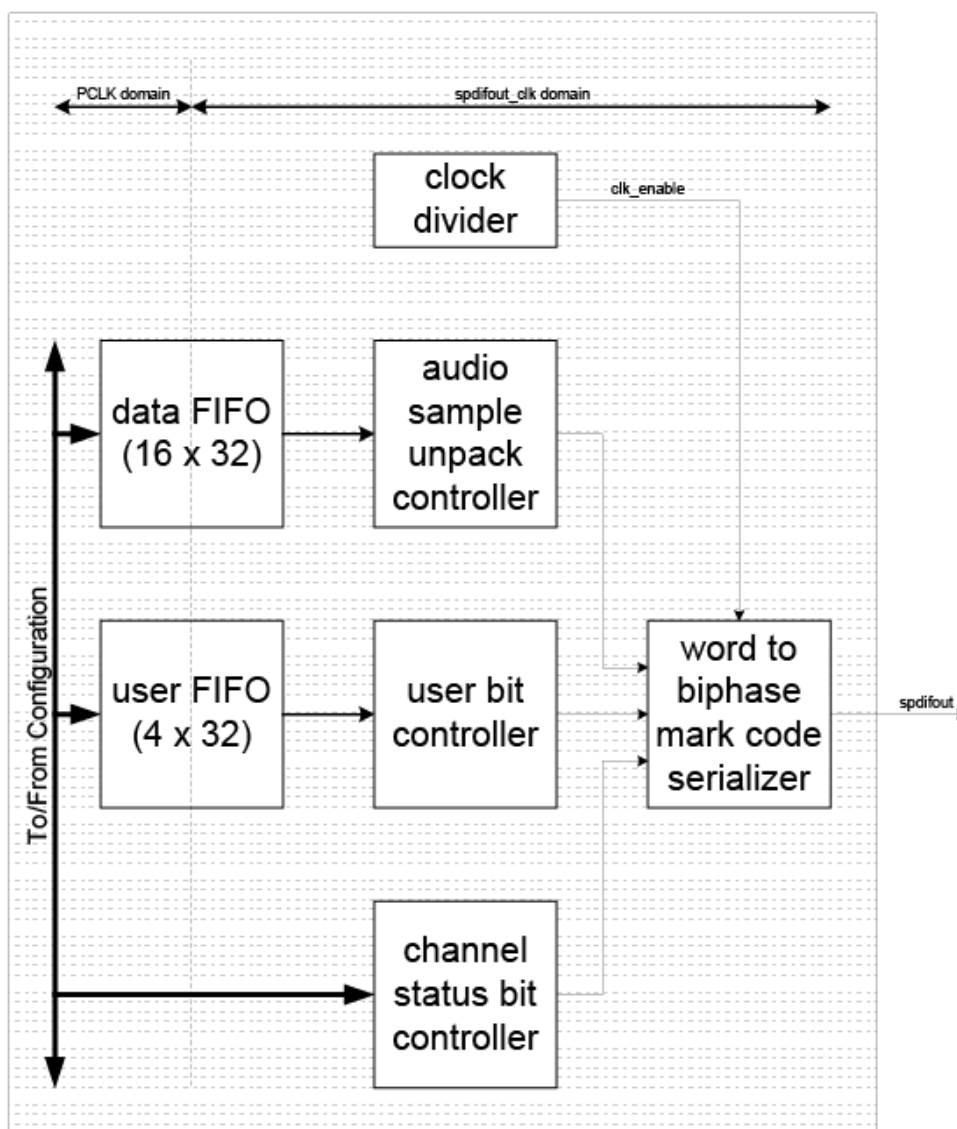 PCLK domain
spdifout_clk domain
clock
divider
clk_enable
data FIFO
(16 x 32)
audio
sample
unpack
controller
To/From Configuration
user FIFO
(4 x 32)
user bit
controller
word to
biphase
mark code
serializer
spdifout
channel
status bit
controller